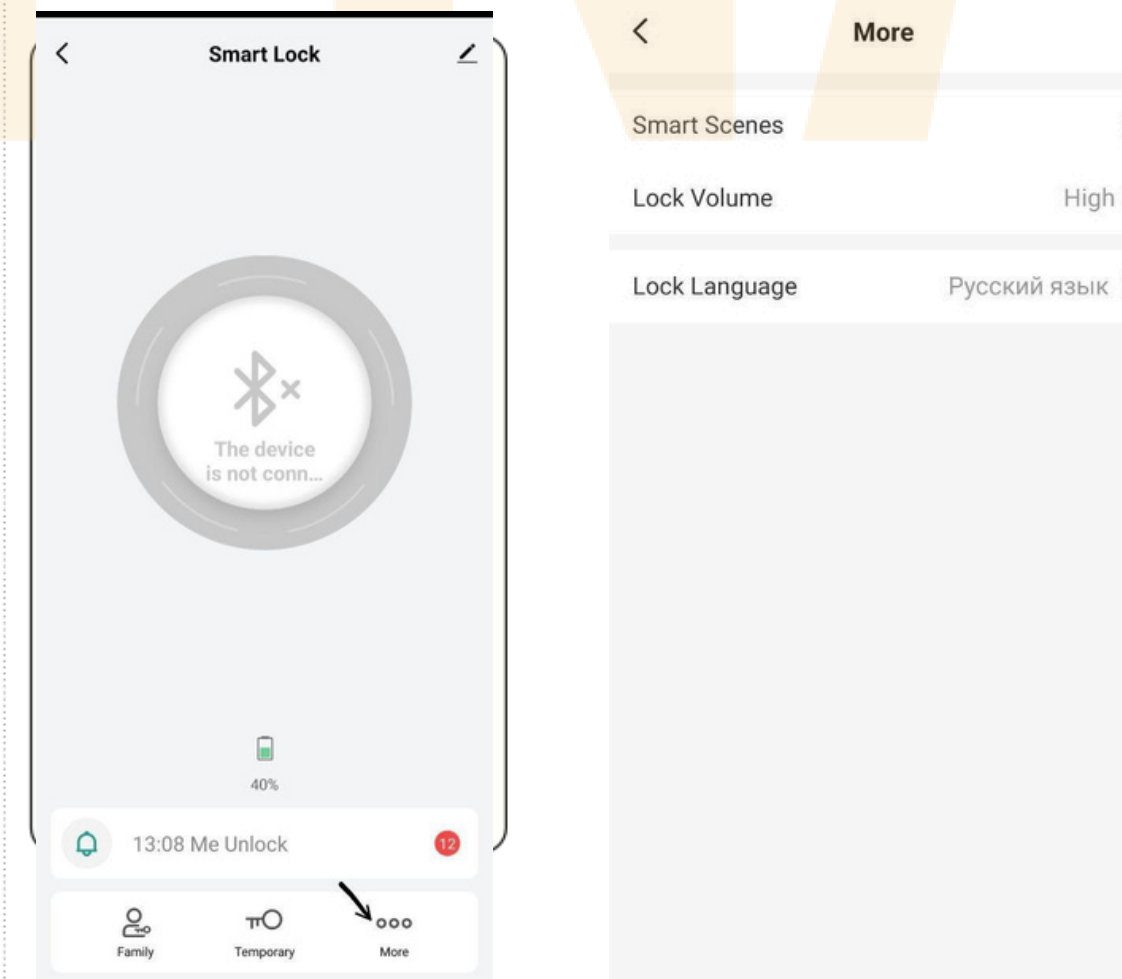 Smart Lock
The device
is not conn...
40%
13:08 Me Unlock
12
Family
Temporary
More
More
Smart Scenes
Lock Volume
High
Lock Language
Русский язык